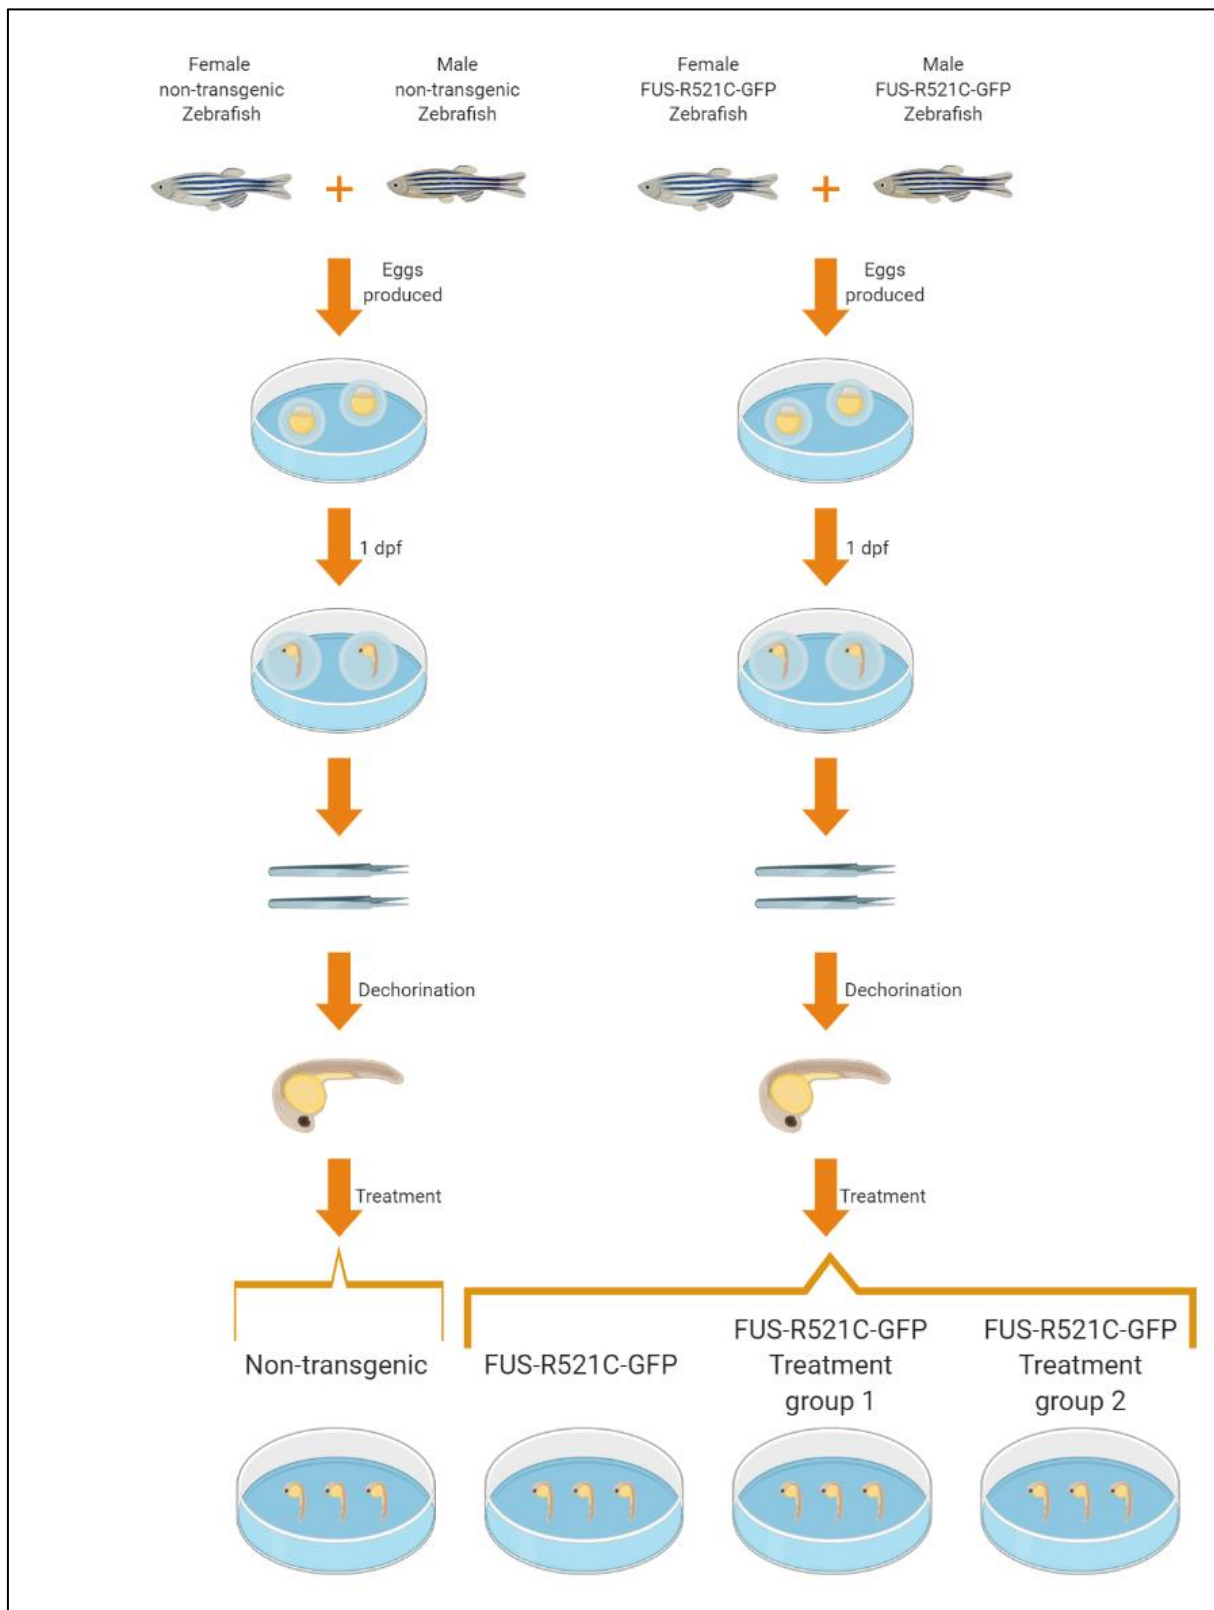 Female
non-transgenic
Zebrafish
Male
non-transgenic
Zebrafish
Female
FUS-R521C-GFP
Zebrafish
Male
FUS-R521C-GFP
Zebrafish
Eggs
produced
Eggs
produced
1 dpf
1 dpf
Dechorination
Dechorination
Treatment
Treatment
Non-transgenic
FUS-R521C-GFP
FUS-R521C-GFP
Treatment
group 1
FUS-R521C-GFP
Treatment
group 2